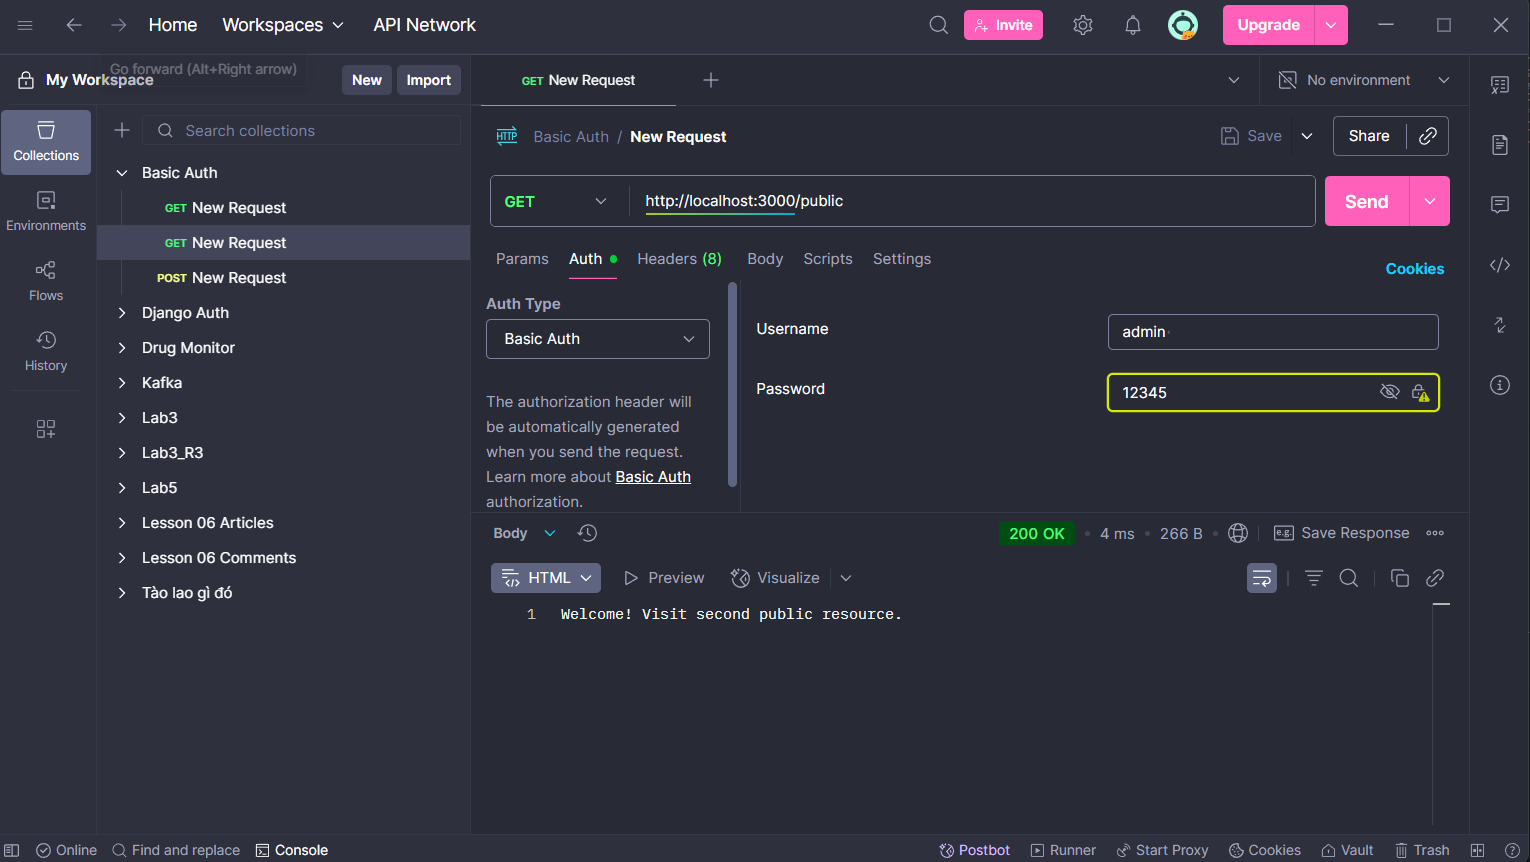 Home Workspaces API Network Invite Upgrade
Go forward (Alt+Right arrow)
My Workspace New Import GET New Request No environment
Search collections
Collections
Environments
Flows
History
Basic Auth
GET New Request
GET New Request
POST New Request
Django Auth
Drug Monitor
Kafka
Lab3
Lab3_R3
Lab5
Lesson 06 Articles
Lesson 06 Comments
Tào lao gì đó
HTTP Basic Auth / New Request Save Share
GET http://localhost:3000/public Send
Params Auth Headers (8) Body Scripts Settings Cookies
Auth Type
Basic Auth
The authorization header will
be automatically generated
when you send the request.
Learn more about Basic Auth
authorization.
Username admin
Password 12345
Body 200 OK • 4 ms • 266 B • e.g. Save Response
HTML Preview Visualize
1 Welcome! Visit second public resource.
Online Find and replace Console Postbot Runner Start Proxy Cookies Vault Trash